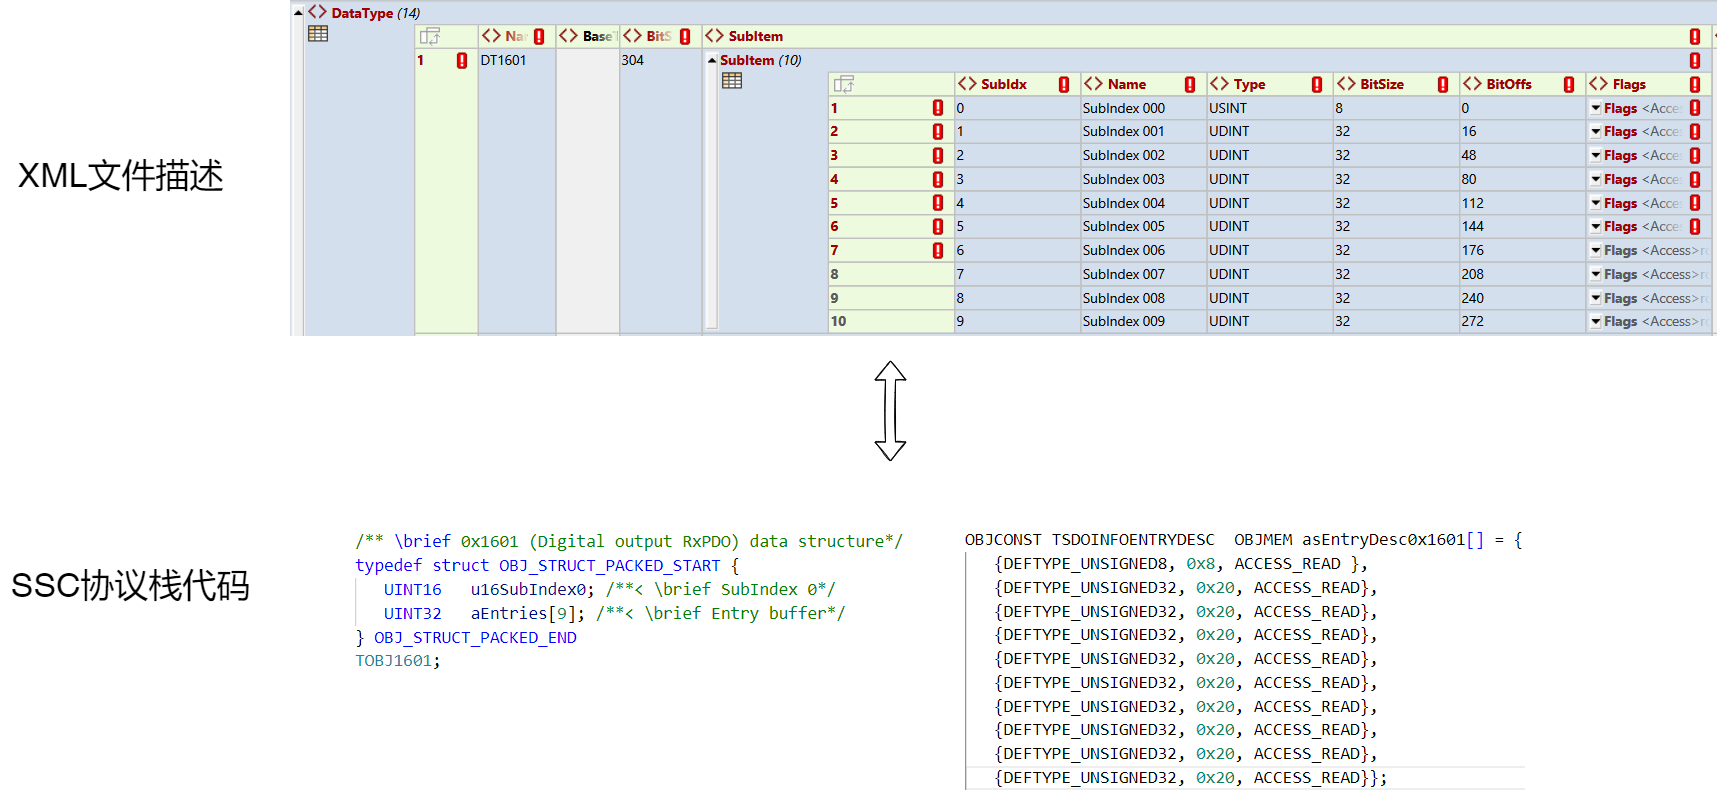 DataType (14)
Na BaseT BitS SubItem
1 DT1601 304 SubItem (10)
SubIdx Name Type BitSize BitOffs Flags
1 0 SubIndex 000 USINT 8 0 Flags <Acce
2 1 SubIndex 001 UDINT 32 16 Flags <Acce
3 2 SubIndex 002 UDINT 32 48 Flags <Acce
4 3 SubIndex 003 UDINT 32 80 Flags <Acce
5 4 SubIndex 004 UDINT 32 112 Flags <Acce
6 5 SubIndex 005 UDINT 32 144 Flags <Acce
7 6 SubIndex 006 UDINT 32 176 Flags <Access>r
8 7 SubIndex 007 UDINT 32 208 Flags <Access>r
9 8 SubIndex 008 UDINT 32 240 Flags <Access>r
10 9 SubIndex 009 UDINT 32 272 Flags <Access>r
XML文件描述
SSC协议栈代码
/** \brief 0x1601 (Digital output RxPDO) data structure*/
typedef struct OBJ_STRUCT_PACKED_START {
UINT16 u16SubIndex0; /**< \brief SubIndex 0*/
UINT32 aEntries[9]; /**< \brief Entry buffer*/
} OBJ_STRUCT_PACKED_END
TOBJ1601;
OBJCONST TSDOINFOENTRYDESC OBJMEM asEntryDesc0x1601[] = {
{DEFTYPE_UNSIGNED8, 0x8, ACCESS_READ },
{DEFTYPE_UNSIGNED32, 0x20, ACCESS_READ},
{DEFTYPE_UNSIGNED32, 0x20, ACCESS_READ},
{DEFTYPE_UNSIGNED32, 0x20, ACCESS_READ},
{DEFTYPE_UNSIGNED32, 0x20, ACCESS_READ},
{DEFTYPE_UNSIGNED32, 0x20, ACCESS_READ},
{DEFTYPE_UNSIGNED32, 0x20, ACCESS_READ},
{DEFTYPE_UNSIGNED32, 0x20, ACCESS_READ},
{DEFTYPE_UNSIGNED32, 0x20, ACCESS_READ},
{DEFTYPE_UNSIGNED32, 0x20, ACCESS_READ}};